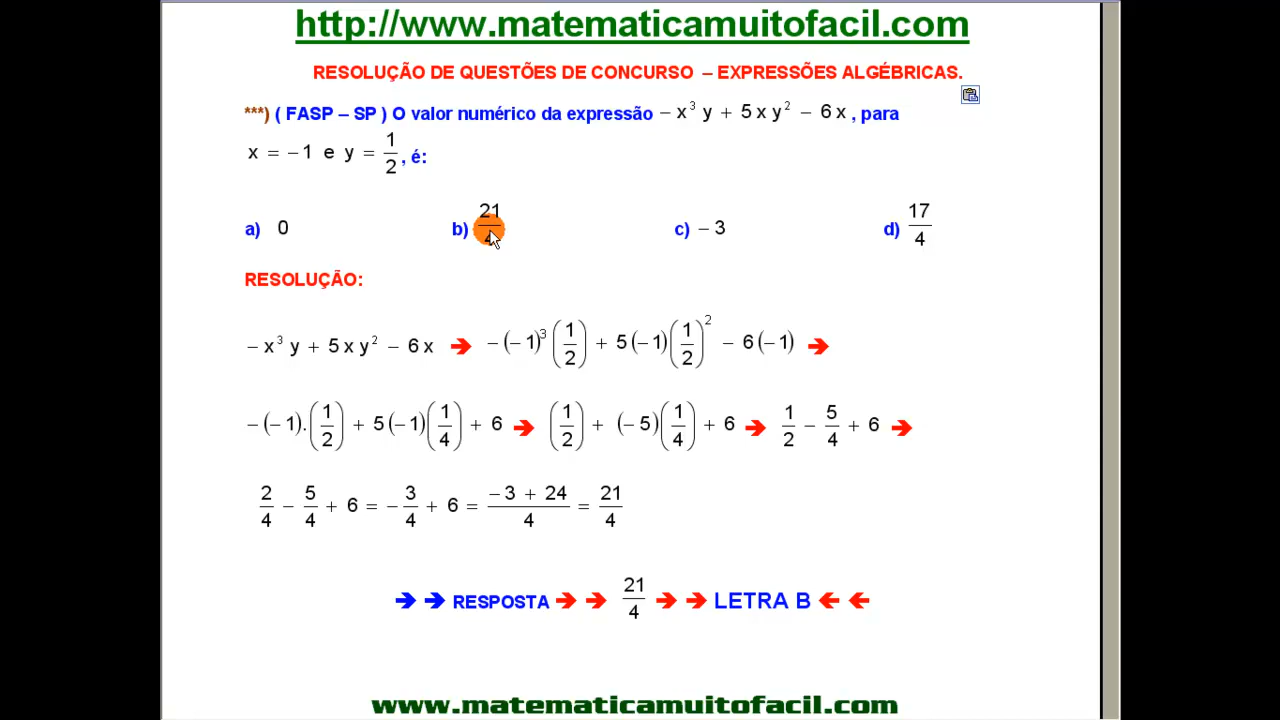 http://www.matematicamuitofacil.com
RESOLUÇÃO DE QUESTÕES DE CONCURSO – EXPRESSÕES ALGÉBRICAS.
***) ( FASP – SP ) O valor numérico da expressão − x³ y + 5 x y² − 6 x , para
x = − 1 e y = 1/2 , é:
a) 0 b) 21/4 c) − 3 d) 17/4
RESOLUÇÃO:
− x³ y + 5 x y² − 6 x ➔ − (− 1)³ (1/2) + 5 (− 1) (1/2)² − 6 (− 1) ➔
− (− 1). (1/2) + 5 (− 1) (1/4) + 6 ➔ (1/2) + (− 5) (1/4) + 6 ➔ 1/2 − 5/4 + 6 ➔
2/4 − 5/4 + 6 = − 3/4 + 6 = (− 3 + 24)/4 = 21/4
➔ ➔ RESPOSTA ➔ ➔ 21/4 ➔ ➔ LETRA B 🡸 🡸
www.matematicamuitofacil.com